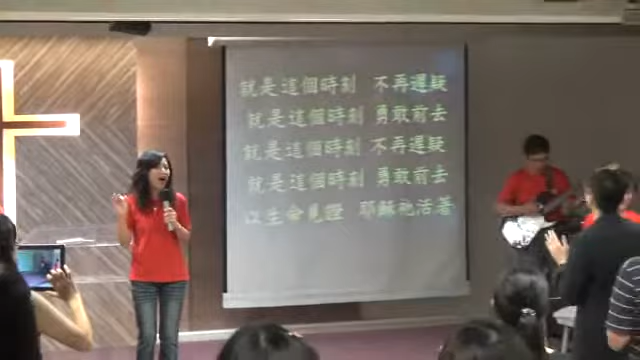 就是這個時刻 不再遲疑
就是這個時刻 勇敢前去
就是這個時刻 不再遲疑
就是這個時刻 勇敢前去
以生命見證 耶穌祂活著